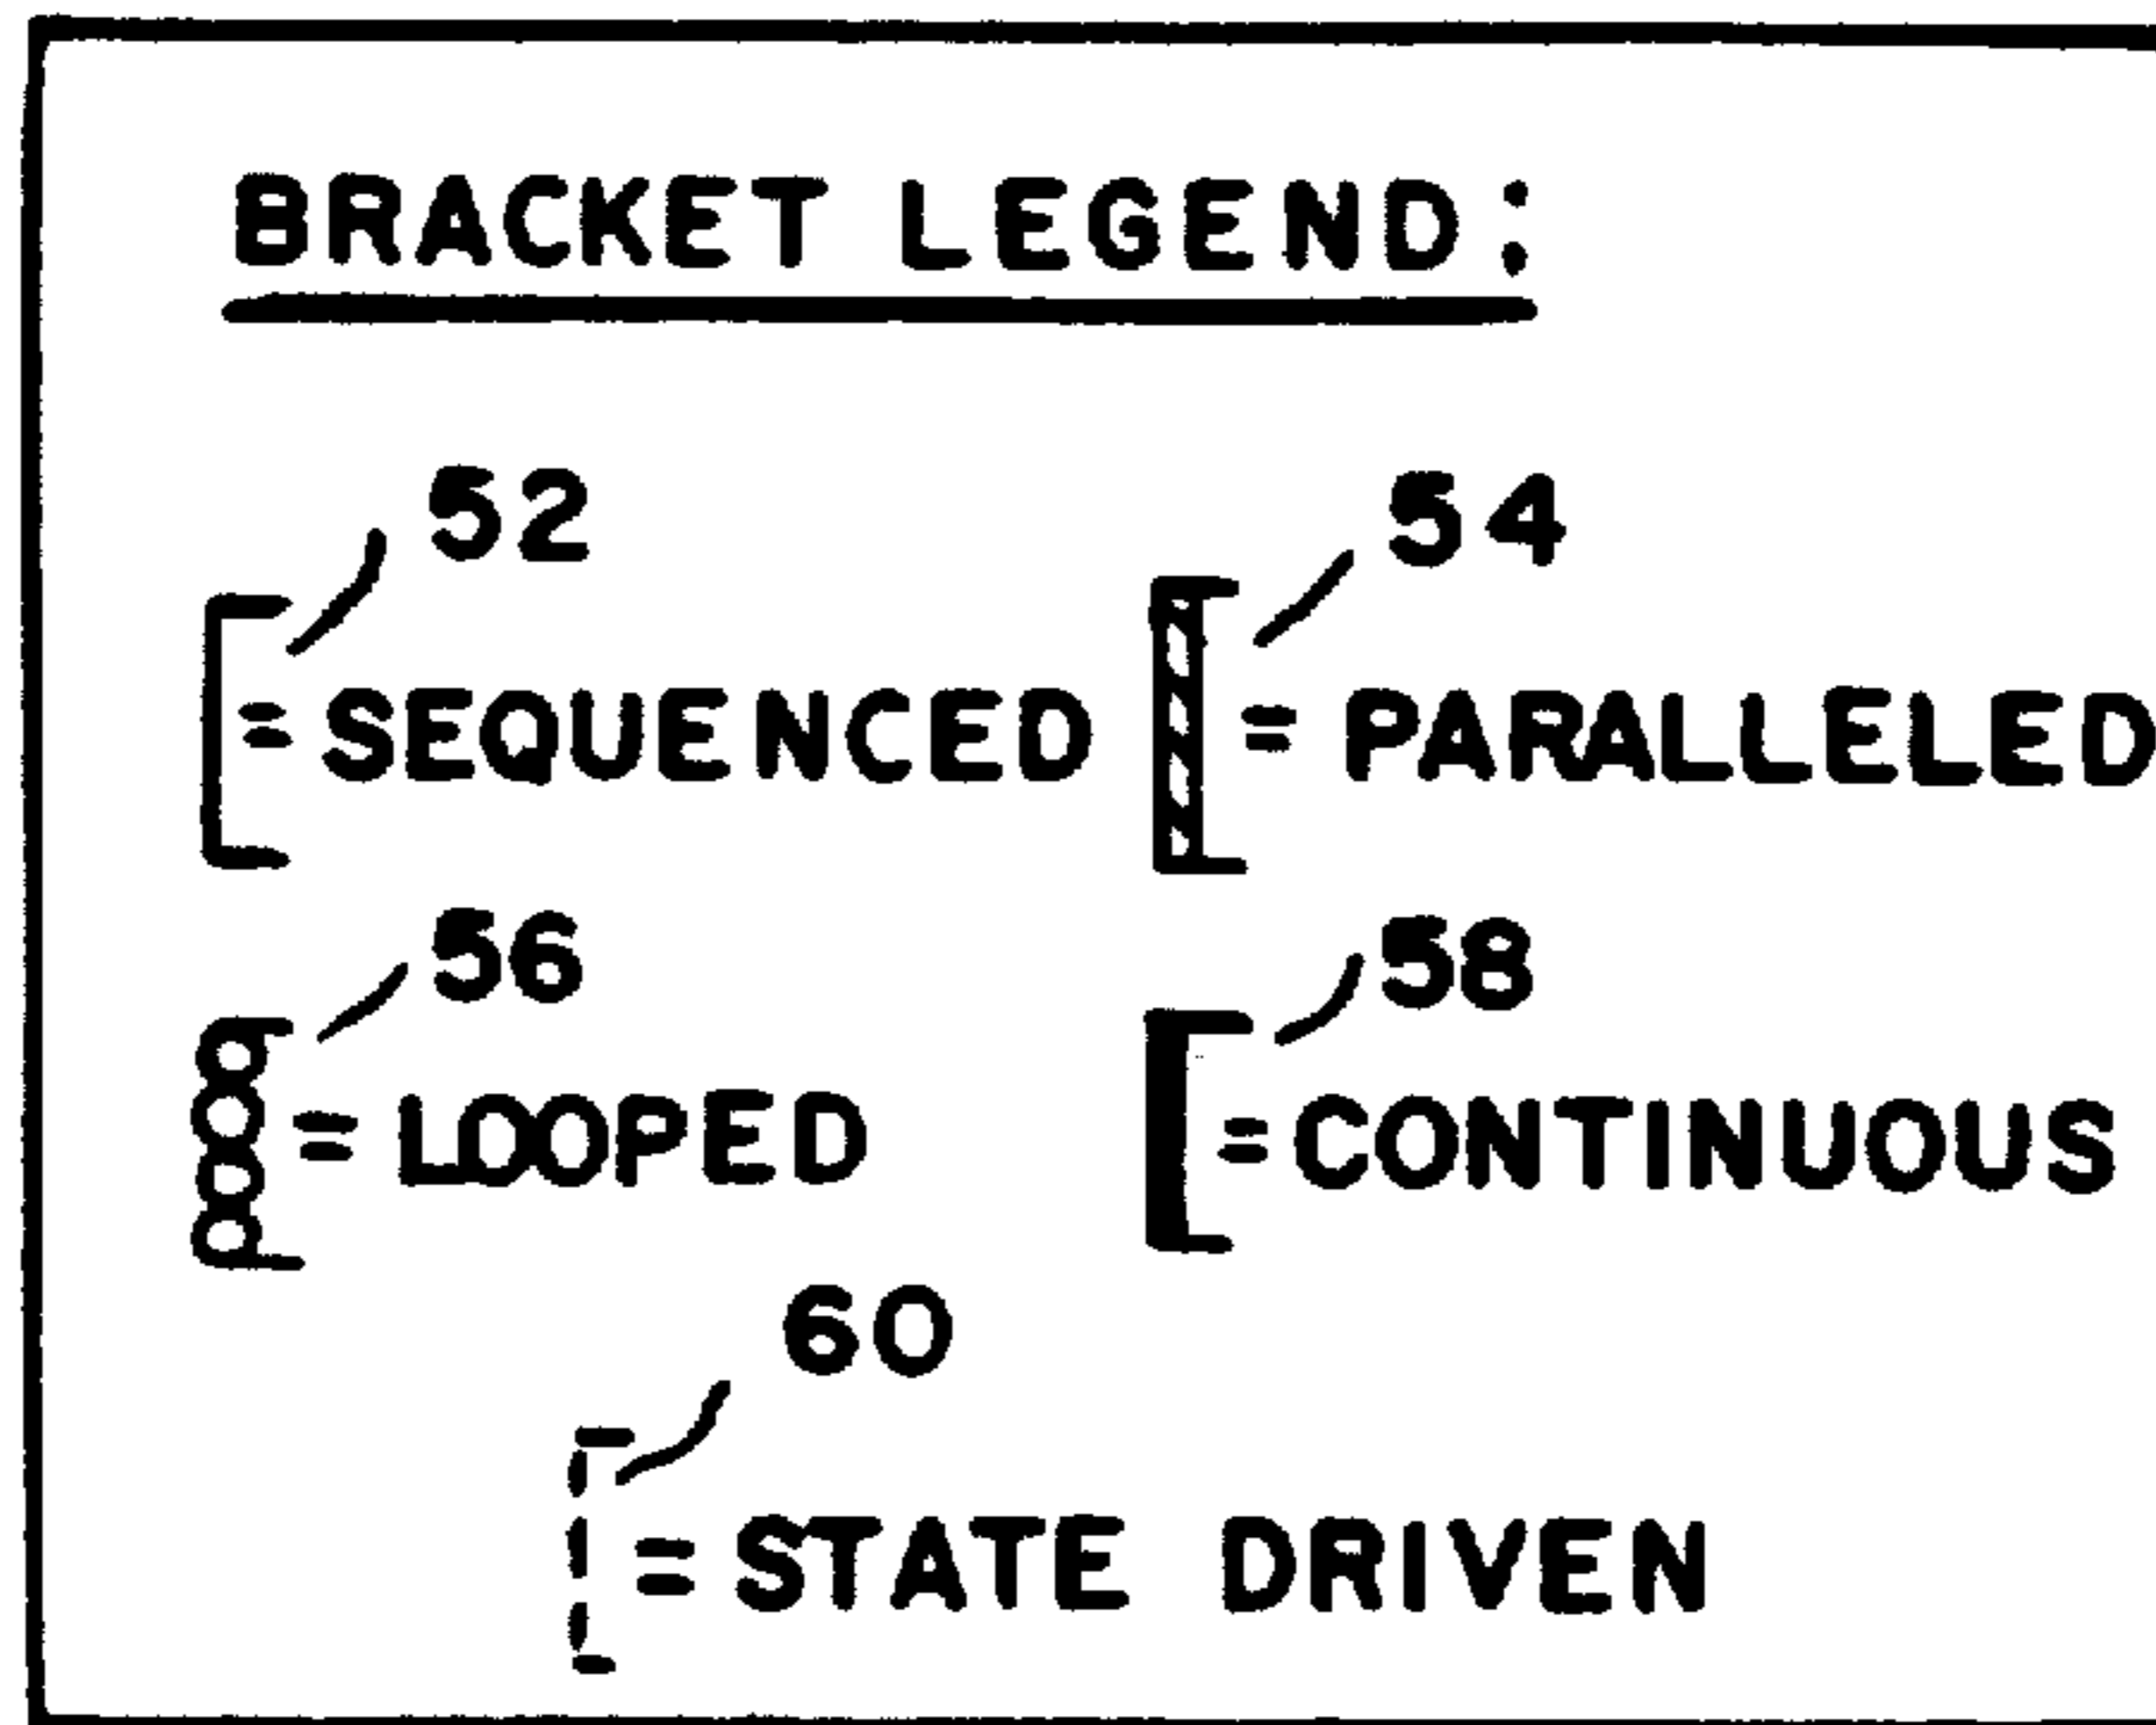 BRACKET LEGEND:
52 54
= SEQUENCED = PARALLELED
56 58
= LOOPED = CONTINUOUS
60
= STATE DRIVEN